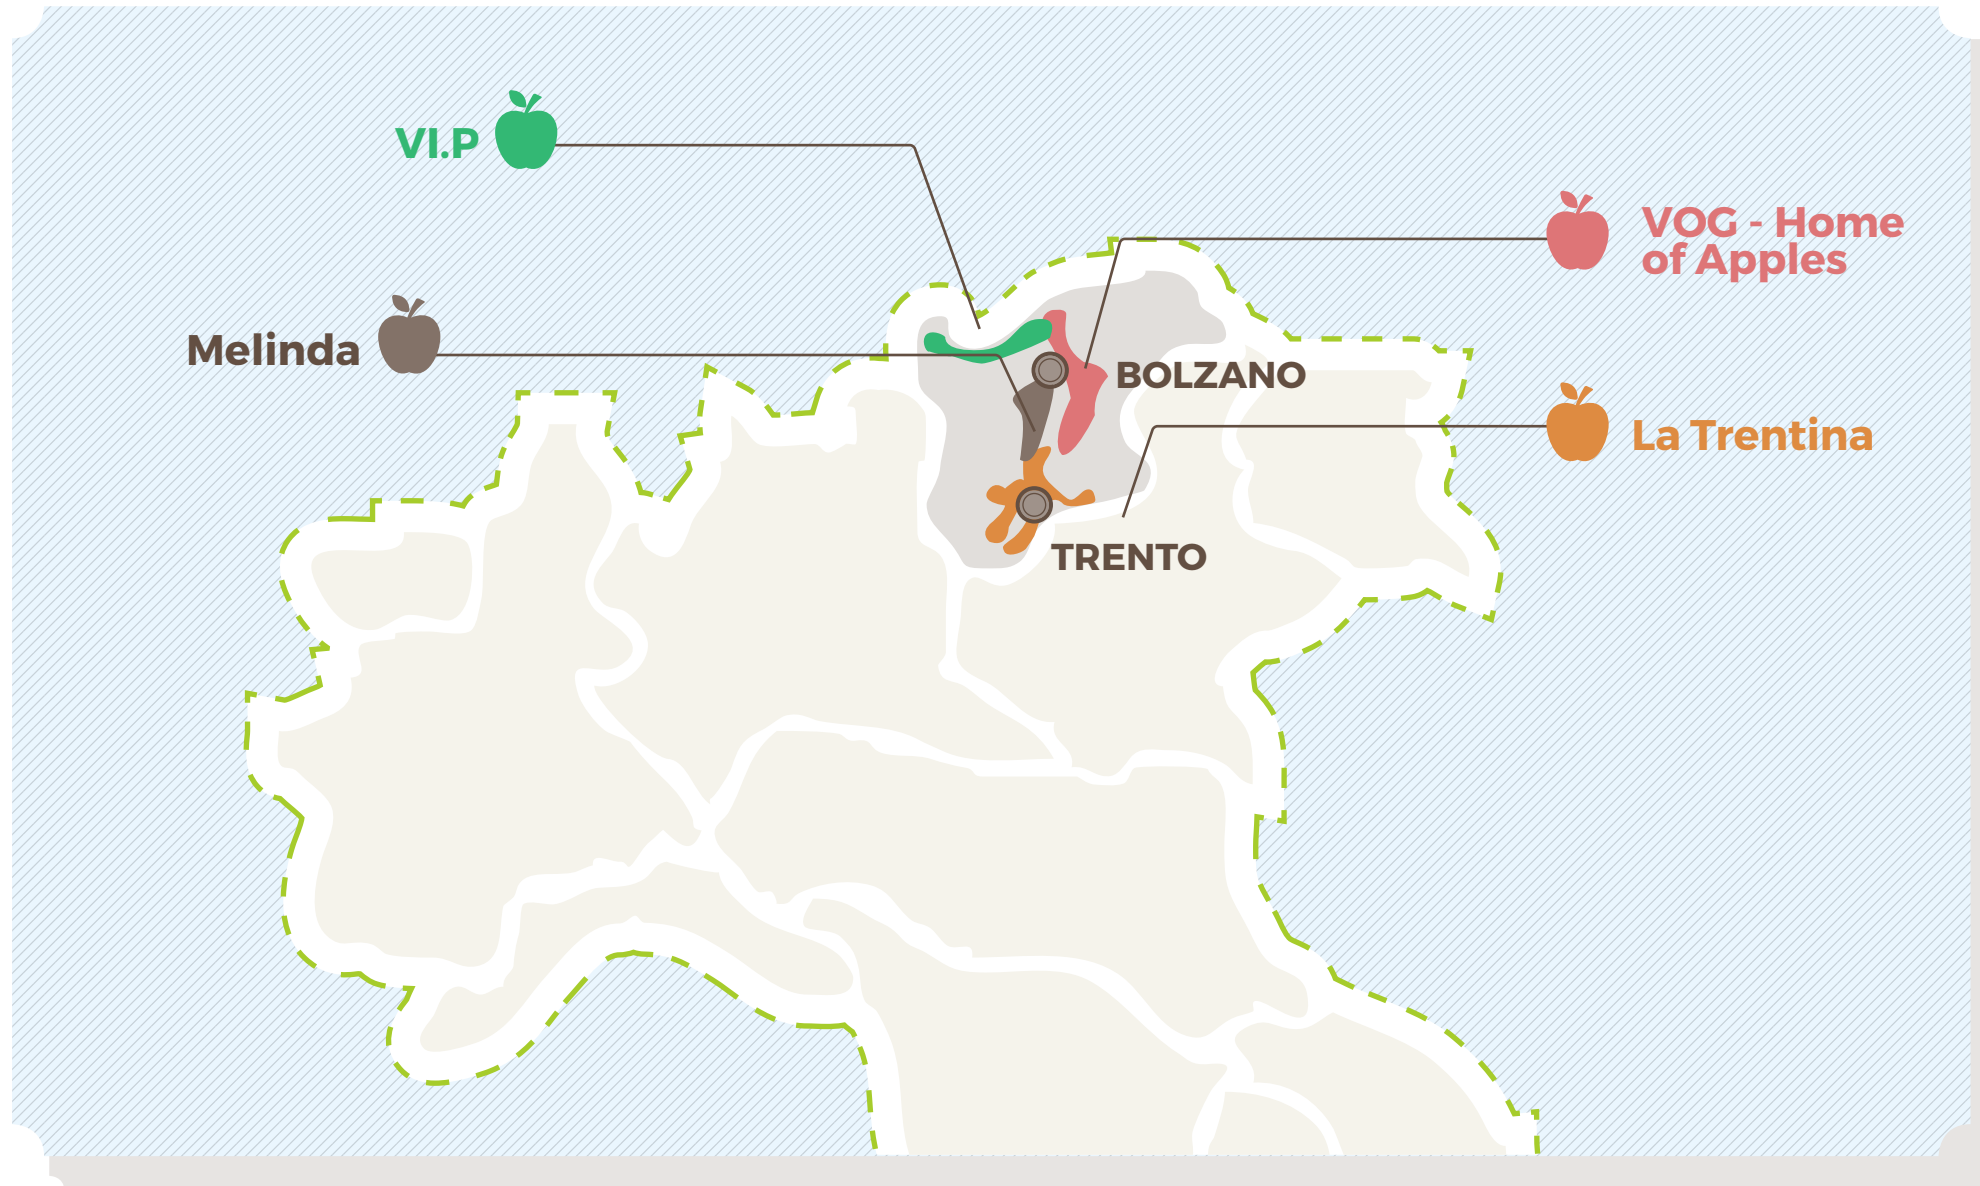 VI.P
VOG - Home
of Apples
Melinda
BOLZANO
La Trentina
TRENTO